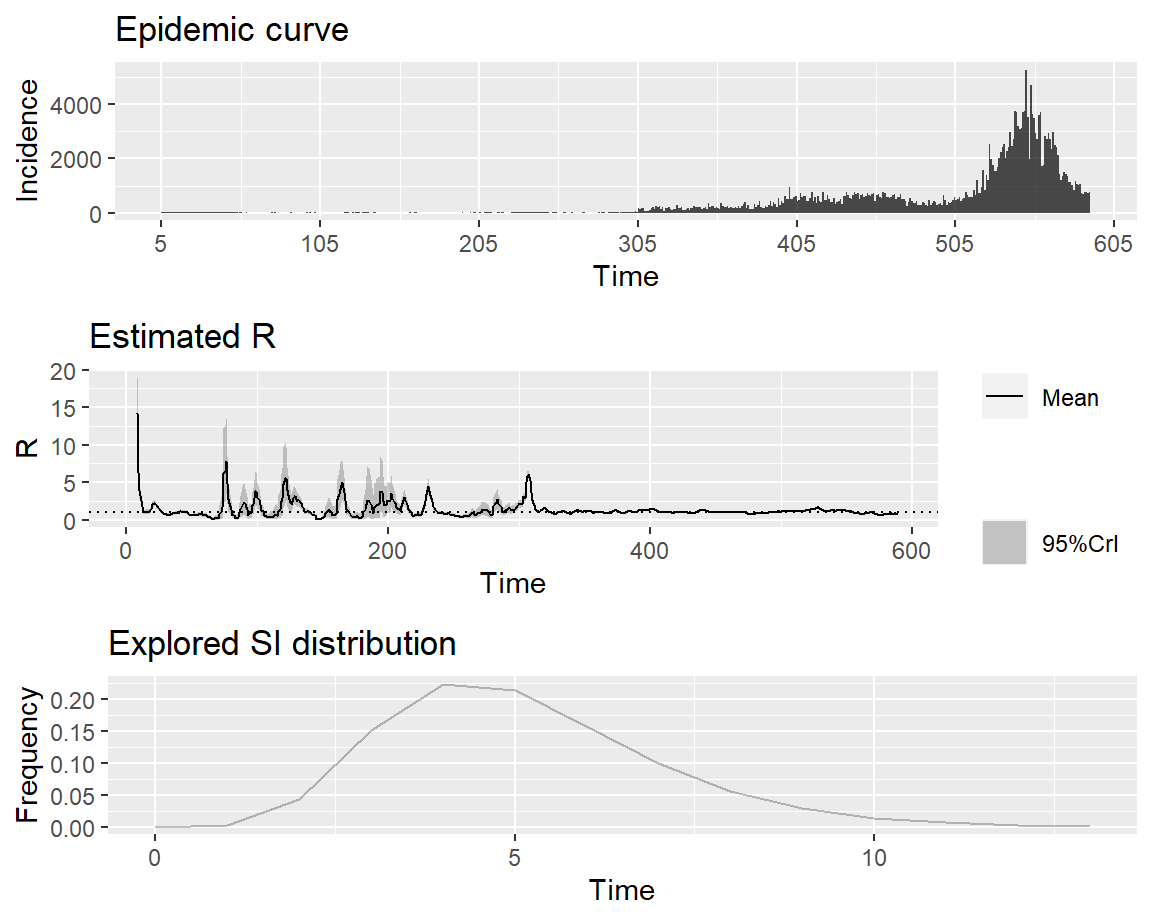 Epidemic curve
Incidence
4000
2000
0
5 105 205 305 405 505 605
Time
Estimated R
R
20
15
10
5
0
0 200 400 600
Time
Mean
95%CrI
Explored SI distribution
Frequency
0.20
0.15
0.10
0.05
0.00
0 5 10
Time